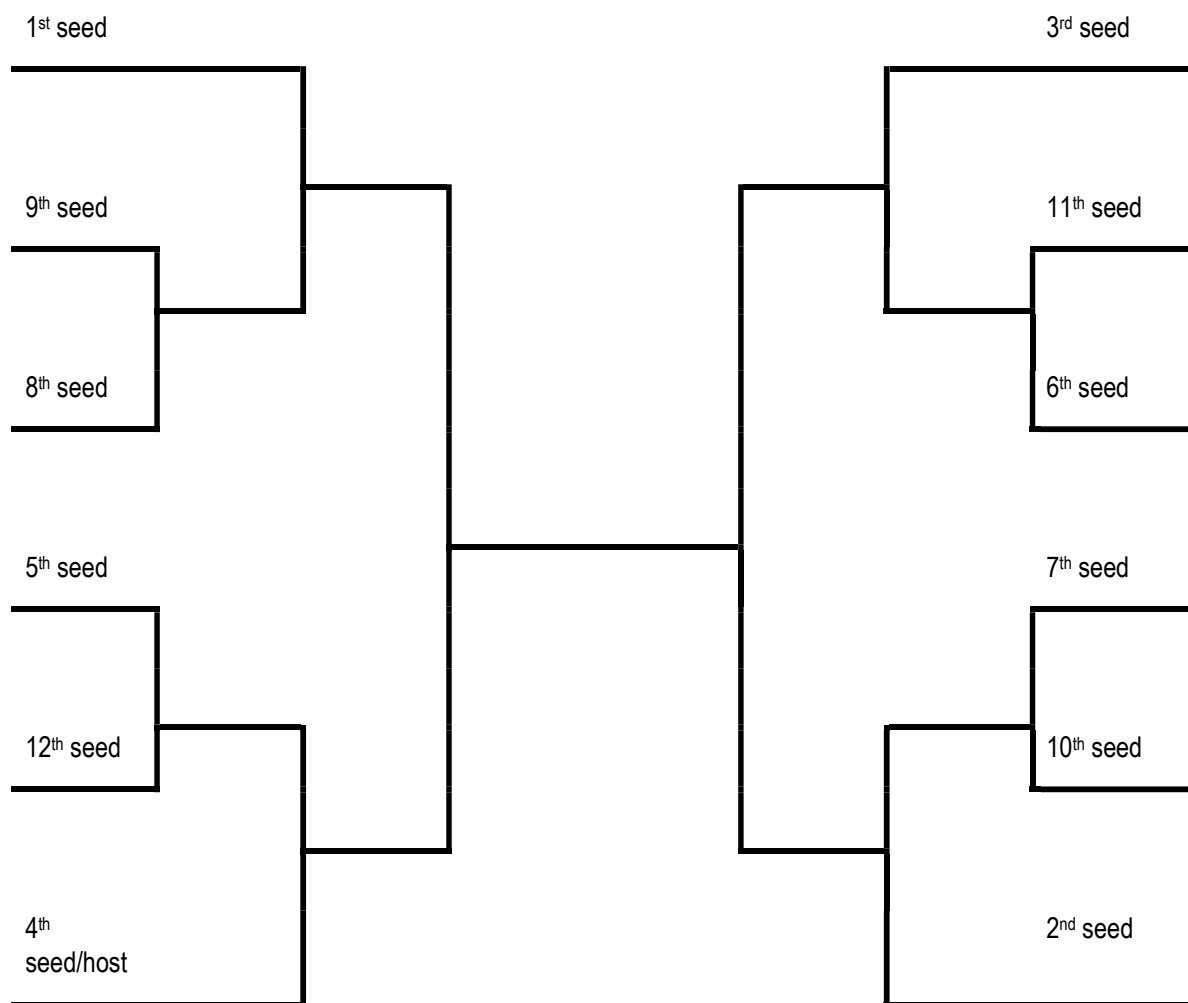 1st seed
3rd seed
9th seed
11th seed
8th seed
6th seed
5th seed
7th seed
12th seed
10th seed
4th
seed/host
2nd seed